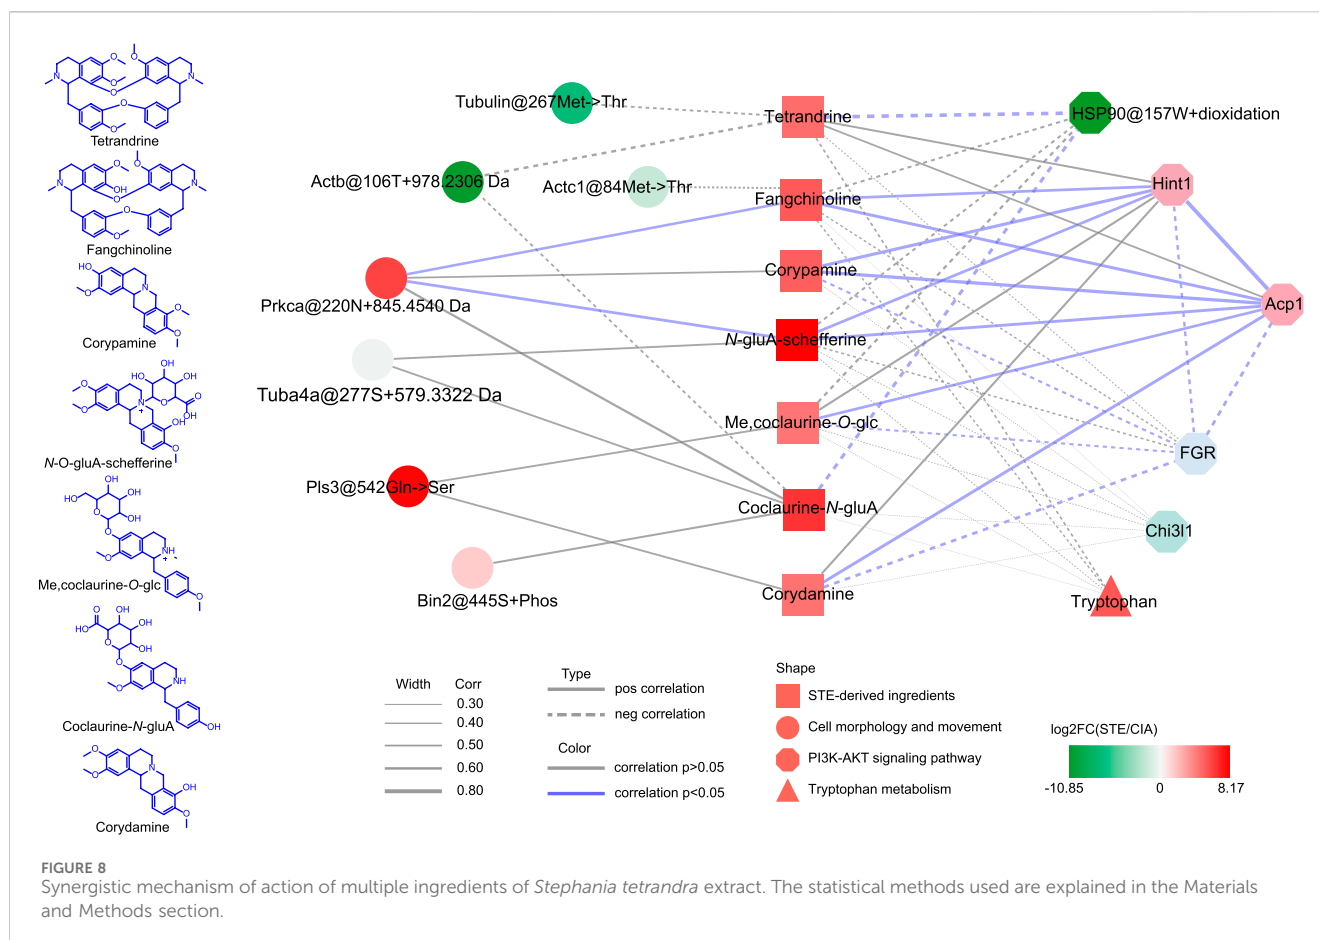 Tetrandrine
Fangchinoline
Corypamine
N-O-gluA-schefferine
Me,coclaurine-O-glc
Coclaurine-N-gluA
Corydamine
Tubulin@267Met->Thr
Actb@106T+978.2306 Da
Actc1@84Met->Thr
Prkca@220N+845.4540 Da
Tuba4a@277S+579.3322 Da
Pls3@542Gln->Ser
Bin2@445S+Phos
Tetrandrine
Fangchinoline
Corypamine
N-gluA-schefferine
Me,coclaurine-O-glc
Coclaurine-N-gluA
Corydamine
HSP90@157W+dioxidation
Hint1
Acp1
FGR
Chi3l1
Tryptophan
Width Corr
0.30
0.40
0.50
0.60
0.80
Type
pos correlation
neg correlation
Color
correlation p>0.05
correlation p<0.05
Shape
STE-derived ingredients
Cell morphology and movement
PI3K-AKT signaling pathway
Tryptophan metabolism
log2FC(STE/CIA)
-10.85 0 8.17
FIGURE 8
Synergistic mechanism of action of multiple ingredients of Stephania tetrandra extract. The statistical methods used are explained in the Materials
and Methods section.